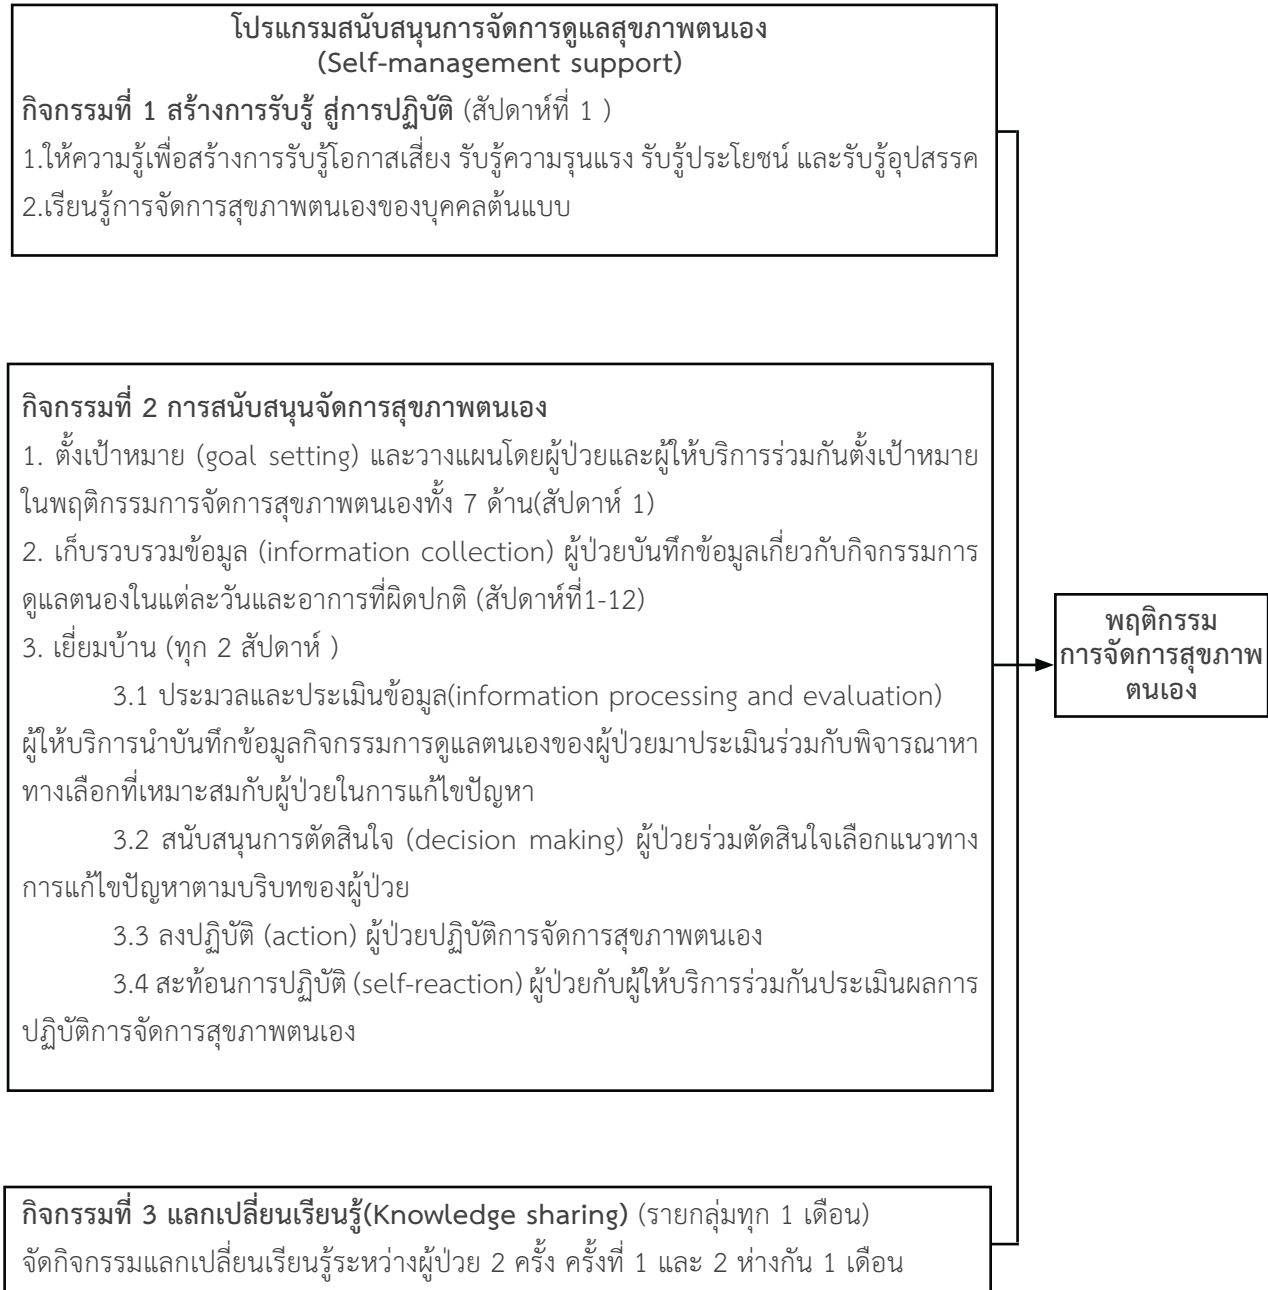 โปรแกรมสนับสนุนการจัดการดูแลสุขภาพตนเอง
(Self-management support)
กิจกรรมที่ 1 สร้างการรับรู้ สู่การปฏิบัติ (สัปดาห์ที่ 1 )
1.ให้ความรู้เพื่อสร้างการรับรู้โอกาสเสี่ยง รับรู้ความรุนแรง รับรู้ประโยชน์ และรับรู้อุปสรรค
2.เรียนรู้การจัดการสุขภาพตนเองของบุคคลต้นแบบ
กิจกรรมที่ 2 การสนับสนุนจัดการสุขภาพตนเอง
1. ตั้งเป้าหมาย (goal setting) และวางแผนโดยผู้ป่วยและผู้ให้บริการร่วมกันตั้งเป้าหมาย
ในพฤติกรรมการจัดการสุขภาพตนเองทั้ง 7 ด้าน(สัปดาห์ 1)
2. เก็บรวบรวมข้อมูล (information collection) ผู้ป่วยบันทึกข้อมูลเกี่ยวกับกิจกรรมการ
ดูแลตนองในแต่ละวันและอาการที่ผิดปกติ (สัปดาห์ที่1-12)
3. เยี่ยมบ้าน (ทุก 2 สัปดาห์ )
3.1 ประมวลและประเมินข้อมูล(information processing and evaluation)
ผู้ให้บริการนำบันทึกข้อมูลกิจกรรมการดูแลตนเองของผู้ป่วยมาประเมินร่วมกับพิจารณาหา
ทางเลือกที่เหมาะสมกับผู้ป่วยในการแก้ไขปัญหา
3.2 สนับสนุนการตัดสินใจ (decision making) ผู้ป่วยร่วมตัดสินใจเลือกแนวทาง
การแก้ไขปัญหาตามบริบทของผู้ป่วย
3.3 ลงปฏิบัติ (action) ผู้ป่วยปฏิบัติการจัดการสุขภาพตนเอง
3.4 สะท้อนการปฏิบัติ (self-reaction) ผู้ป่วยกับผู้ให้บริการร่วมกันประเมินผลการ
ปฏิบัติการจัดการสุขภาพตนเอง
พฤติกรรม
การจัดการสุขภาพ
ตนเอง
กิจกรรมที่ 3 แลกเปลี่ยนเรียนรู้(Knowledge sharing) (รายกลุ่มทุก 1 เดือน)
จัดกิจกรรมแลกเปลี่ยนเรียนรู้ระหว่างผู้ป่วย 2 ครั้ง ครั้งที่ 1 และ 2 ห่างกัน 1 เดือน